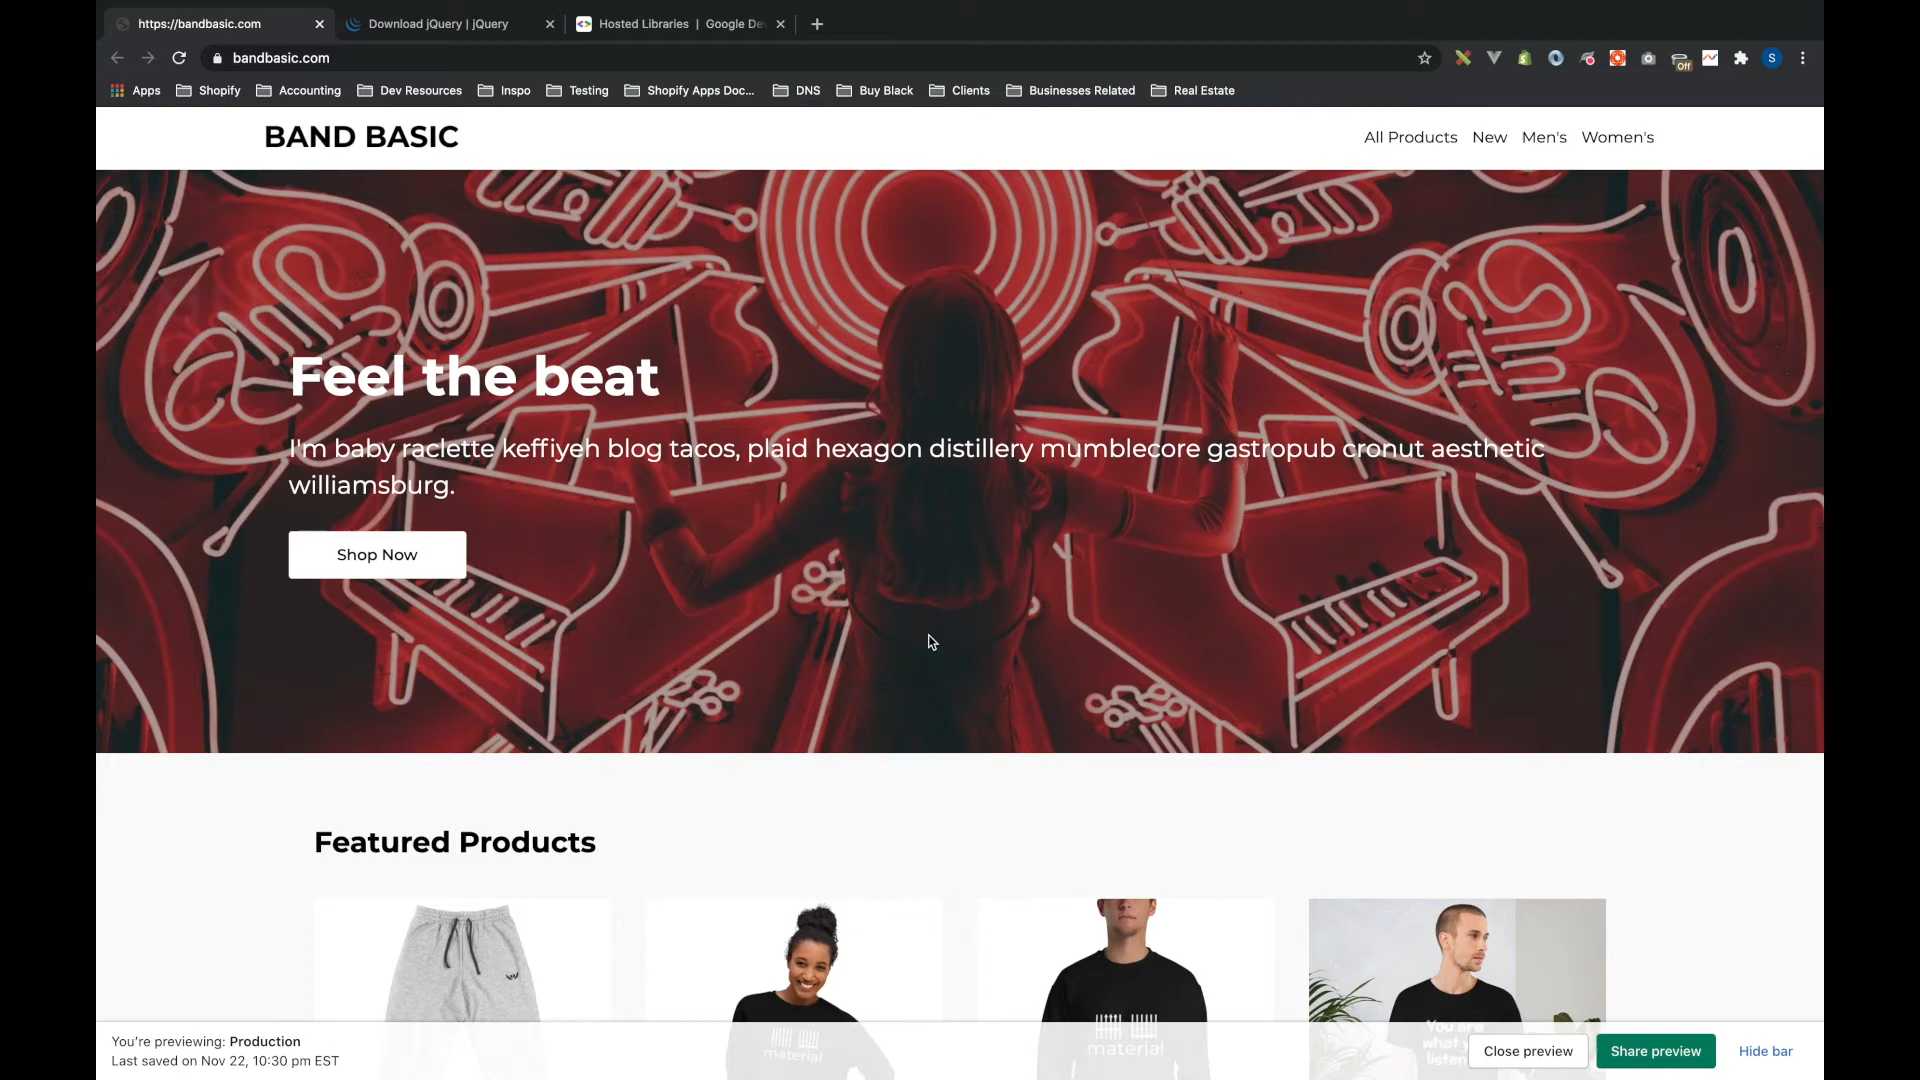 https://bandbasic.com
Download jQuery | jQuery
Hosted Libraries | Google De
bandbasic.com
Off
S
Apps
Shopify
Accounting
Dev Resources
Inspo
Testing
Shopify Apps Doc...
DNS
Buy Black
Clients
Businesses Related
Real Estate
BAND BASIC
All Products
New
Men's
Women's
Feel the beat
I'm baby raclette keffiyeh blog tacos, plaid hexagon distillery mumblecore gastropub cronut aesthetic
williamsburg.
Shop Now
Featured Products
material
material
You are
what y
listen
You're previewing: Production
Last saved on Nov 22, 10:30 pm EST
Close preview
Share preview
Hide bar